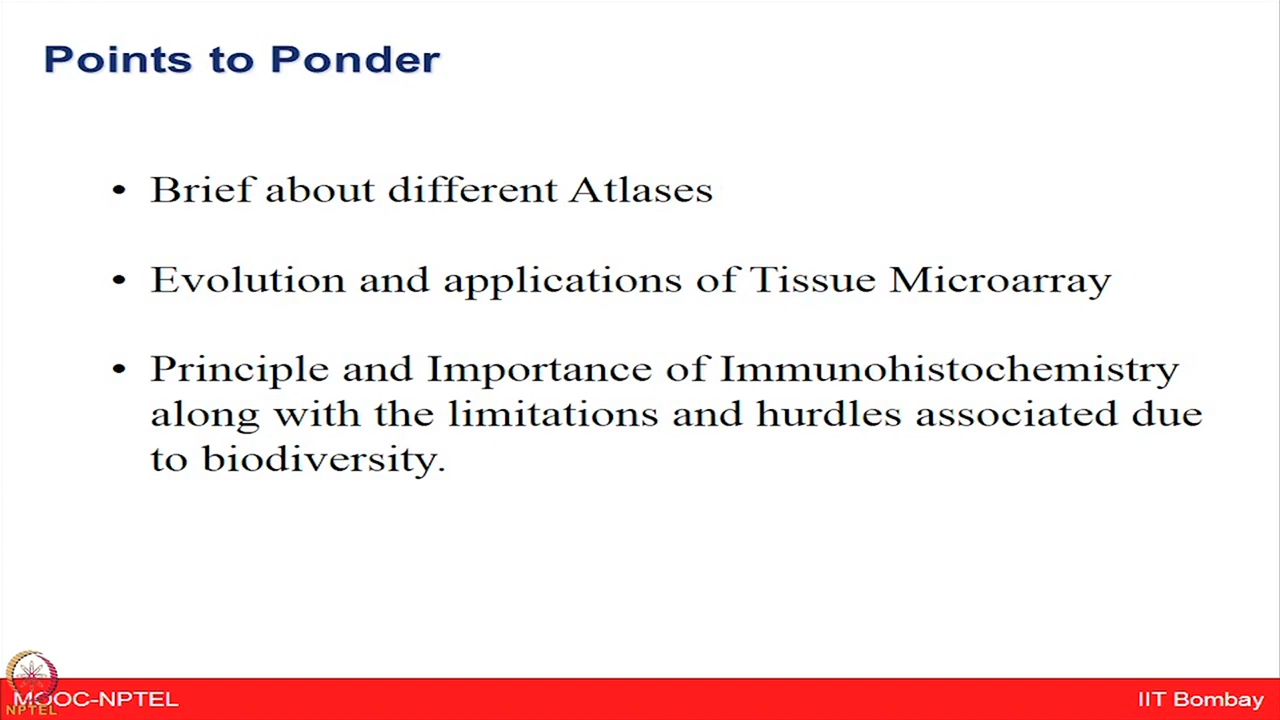 Points to Ponder
• Brief about different Atlases
• Evolution and applications of Tissue Microarray
• Principle and Importance of Immunohistochemistry
along with the limitations and hurdles associated due
to biodiversity.
MOOC-NPTEL
NPTEL
IIT Bombay